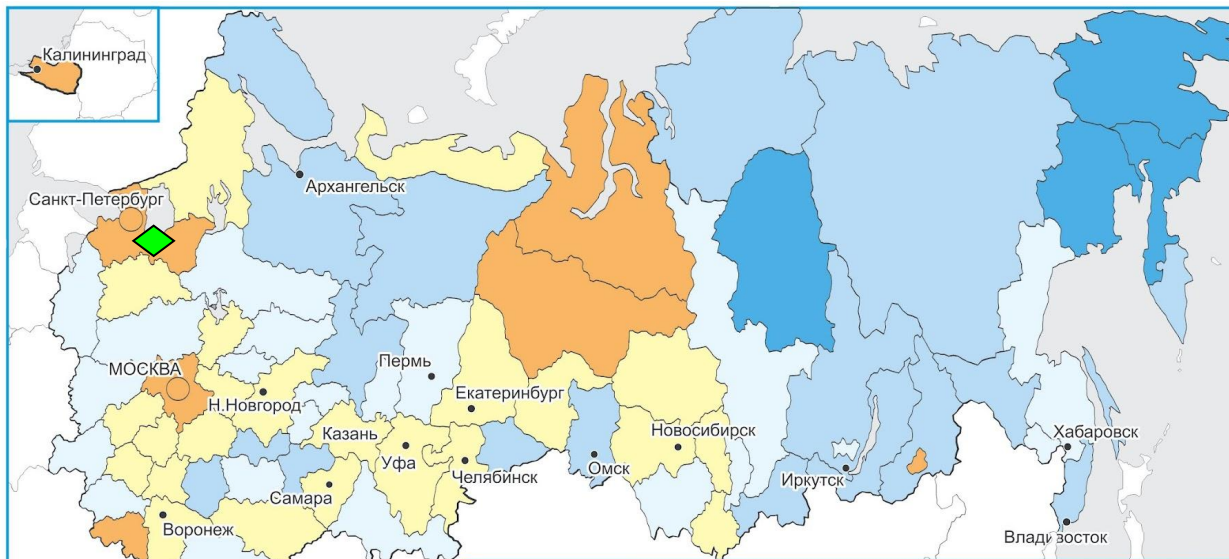 Калининград
Архангельск
Санкт-Петербург
МОСКВА
Пермь
Н.Новгород
Екатеринбург
Казань
Новосибирск
Хабаровск
Уфа
Челябинск
Омск
Иркутск
Самара
Воронеж
Владивосток